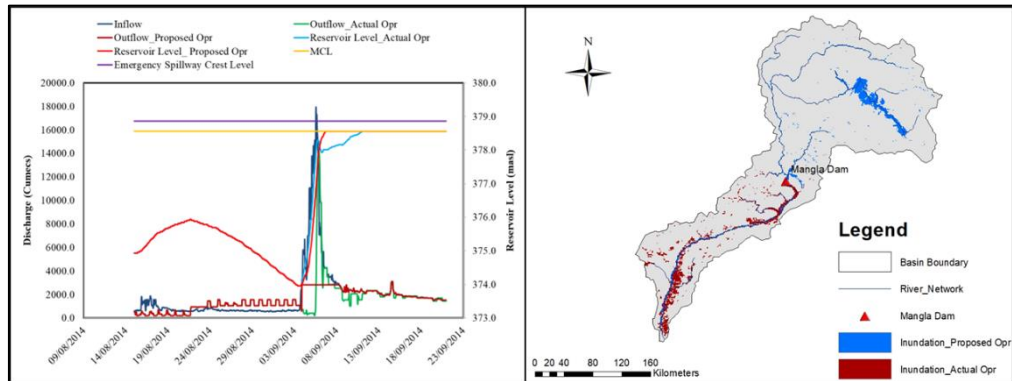 Inflow
Outflow_Actual Opr
Outflow_Proposed Opr
Reservoir Level_Actual Opr
Reservoir Level_ Proposed Opr
MCL
Emergency Spillway Crest Level
20000.0
18000.0
16000.0
14000.0
12000.0
10000.0
8000.0
6000.0
4000.0
2000.0
0.0
Discharge (Cumecs)
380.0
379.0
378.0
377.0
376.0
375.0
374.0
373.0
Reservoir Level (masl)
09/08/2014
14/08/2014
19/08/2014
24/08/2014
29/08/2014
03/09/2014
08/09/2014
13/09/2014
18/09/2014
23/09/2014
N
Mangla Dam
Legend
Basin Boundary
River_Network
Mangla Dam
Inundation_Proposed Opr
Inundation_Actual Opr
0 20 40 80 120 160
Kilometers